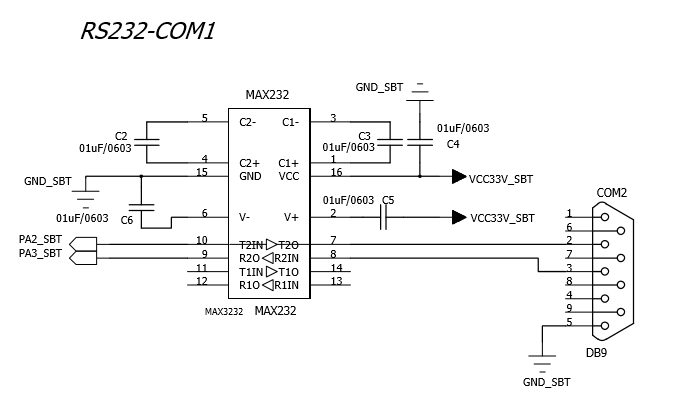 RS232-COM1
MAX232
GND_SBT
5 C2- C1- 3
C2
01uF/0603
C3
01uF/0603
01uF/0603
C4
4 C2+ C1+ 1
15 GND VCC 16
VCC33V_SBT
GND_SBT
01uF/0603
C6
01uF/0603 C5
6 V- V+ 2
VCC33V_SBT
PA2_SBT
10 T2IN T2O 7
PA3_SBT
9 R2O R2IN 8
11 T1IN T1O 14
12 R1O R1IN 13
MAX3232
MAX232
COM2
1
6
2
7
3
8
4
9
5
DB9
GND_SBT